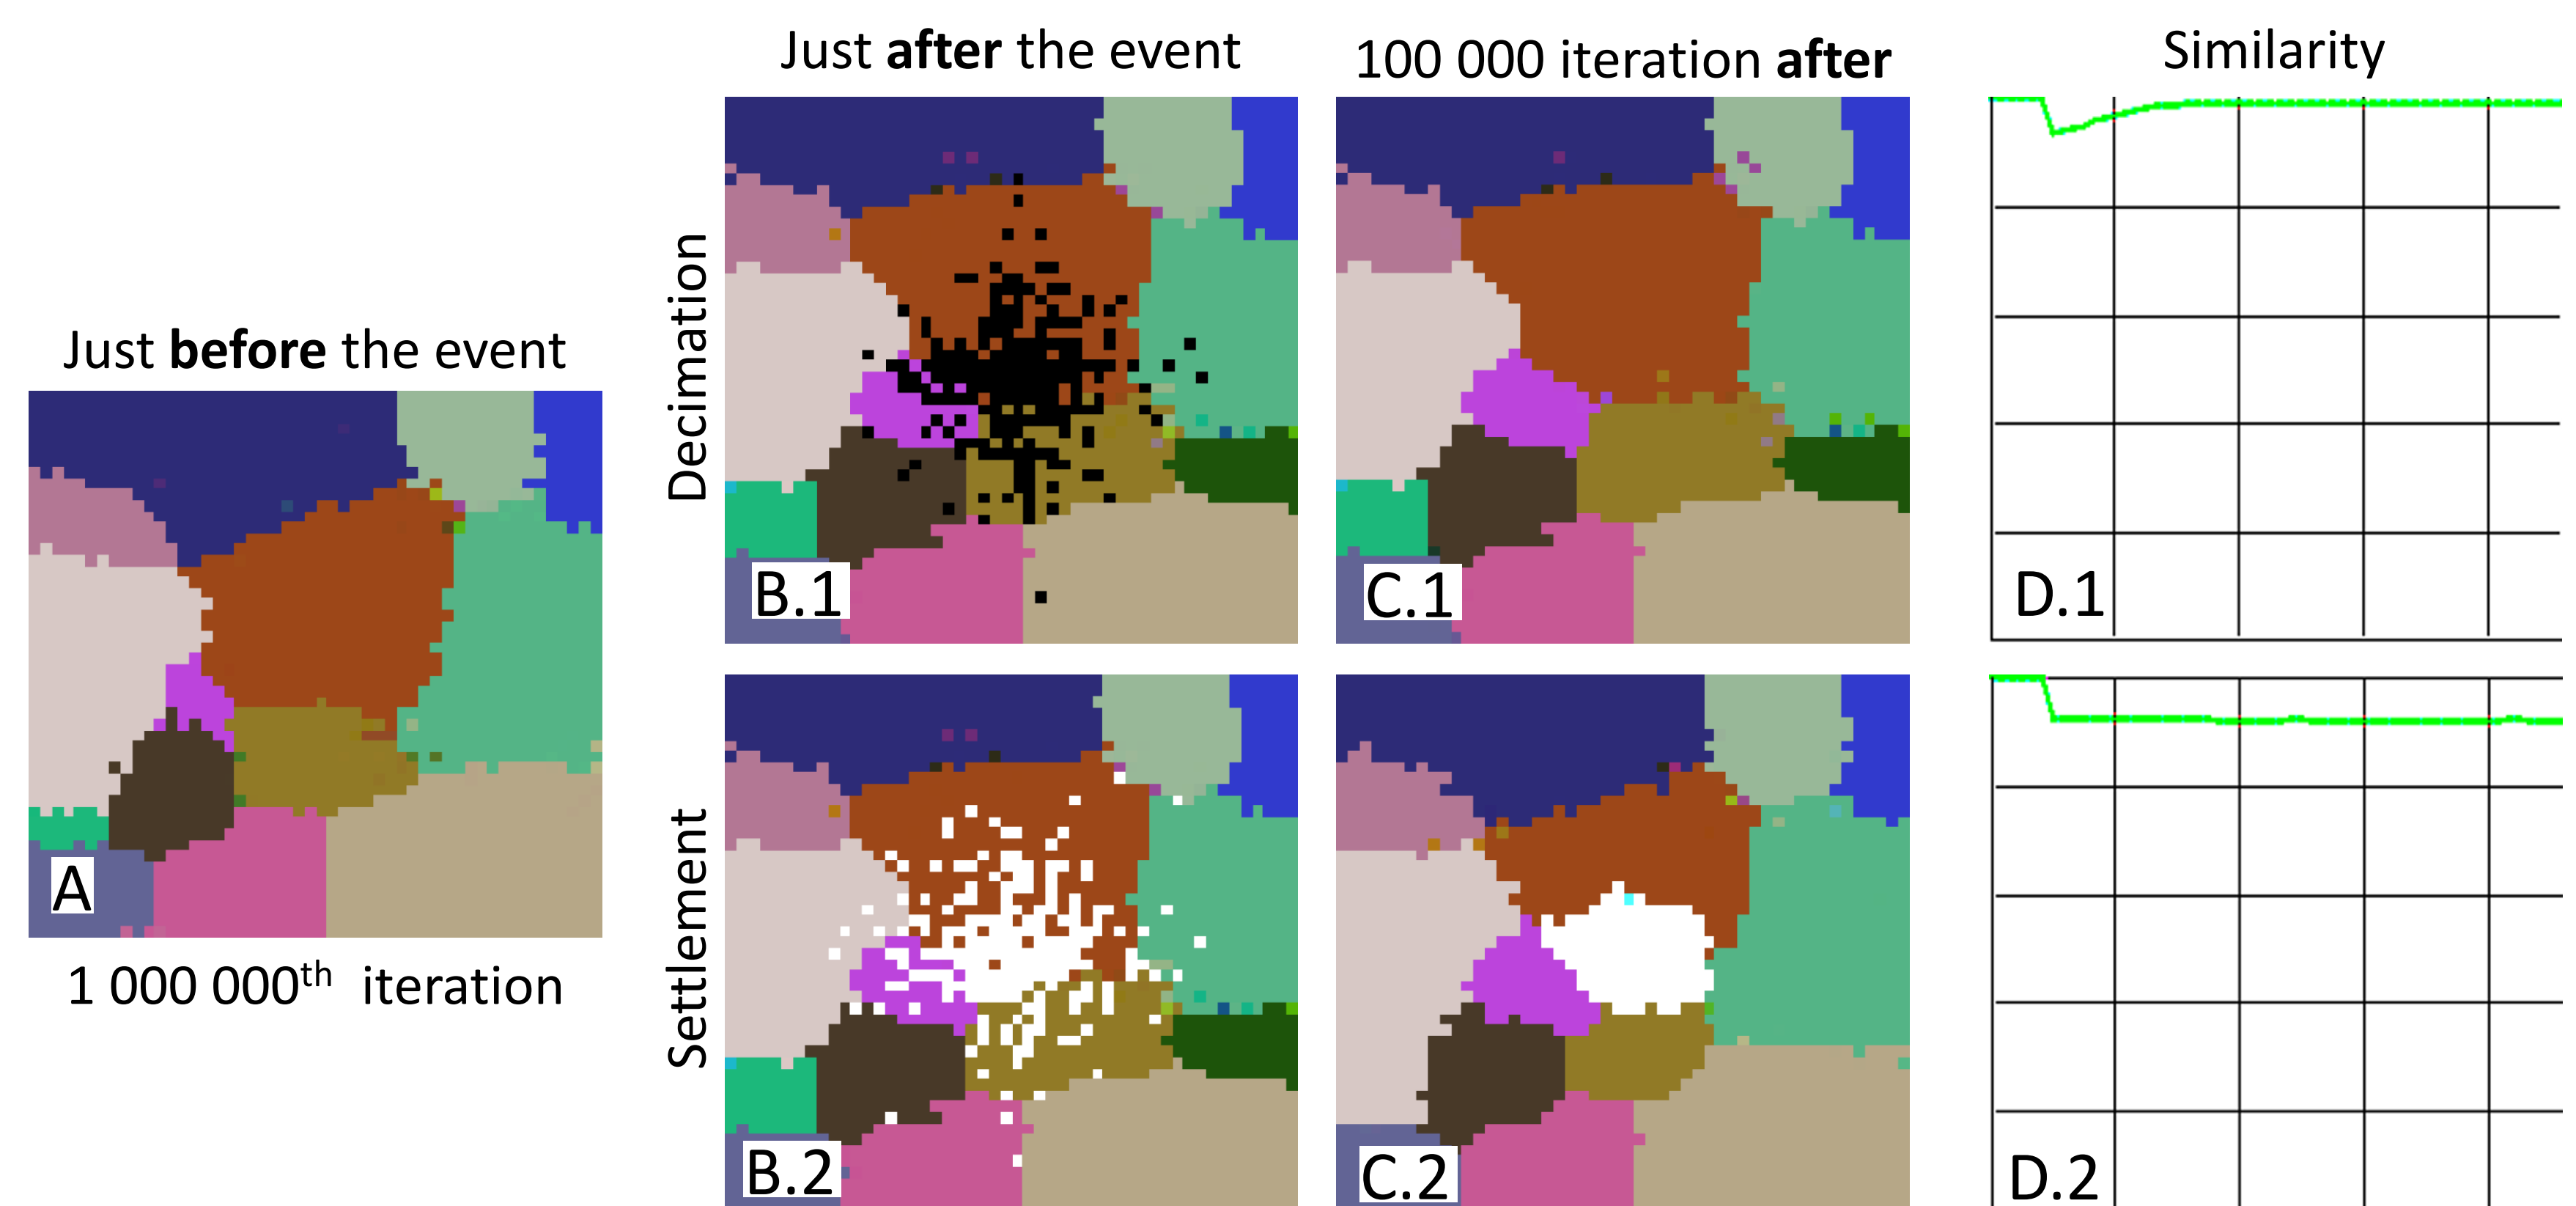 Just before the event
A
1 000 000th iteration
Just after the event
100 000 iteration after
Similarity
Decimation
B.1
C.1
D.1
Settlement
B.2
C.2
D.2